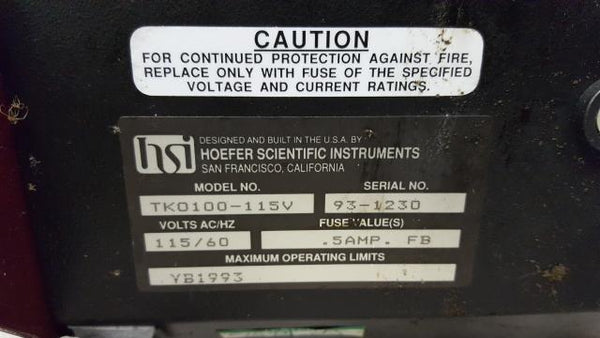 CAUTION
FOR CONTINUED PROTECTION AGAINST FIRE,
REPLACE ONLY WITH FUSE OF THE SPECIFIED
VOLTAGE AND CURRENT RATINGS.
hsi
DESIGNED AND BUILT IN THE U.S.A. BY
HOEFER SCIENTIFIC INSTRUMENTS
SAN FRANCISCO, CALIFORNIA
MODEL NO. SERIAL NO.
TKO100-115V 93-1230
VOLTS AC/HZ FUSE VALUE(S)
115/60 .5AMP. FB
MAXIMUM OPERATING LIMITS
YB1993